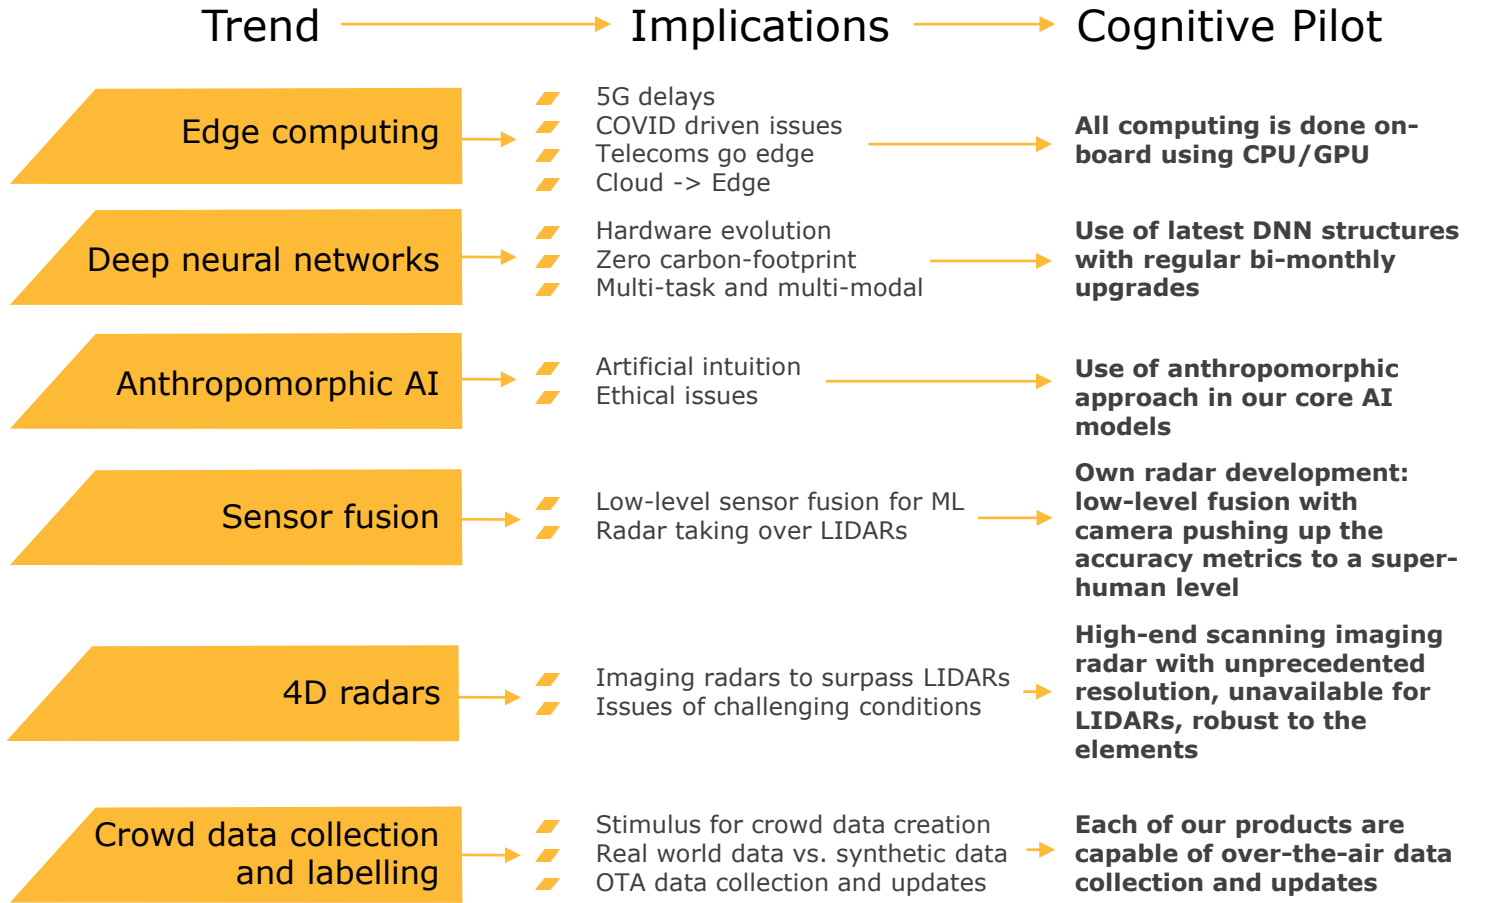 Trend
Implications
Cognitive Pilot
Edge computing
5G delays
COVID driven issues
Telecoms go edge
Cloud -> Edge
All computing is done on-
board using CPU/GPU
Deep neural networks
Hardware evolution
Zero carbon-footprint
Multi-task and multi-modal
Use of latest DNN structures
with regular bi-monthly
upgrades
Anthropomorphic AI
Artificial intuition
Ethical issues
Use of anthropomorphic
approach in our core AI
models
Sensor fusion
Low-level sensor fusion for ML
Radar taking over LIDARs
Own radar development:
low-level fusion with
camera pushing up the
accuracy metrics to a super-
human level
4D radars
Imaging radars to surpass LIDARs
Issues of challenging conditions
High-end scanning imaging
radar with unprecedented
resolution, unavailable for
LIDARs, robust to the
elements
Crowd data collection
and labelling
Stimulus for crowd data creation
Real world data vs. synthetic data
OTA data collection and updates
Each of our products are
capable of over-the-air data
collection and updates